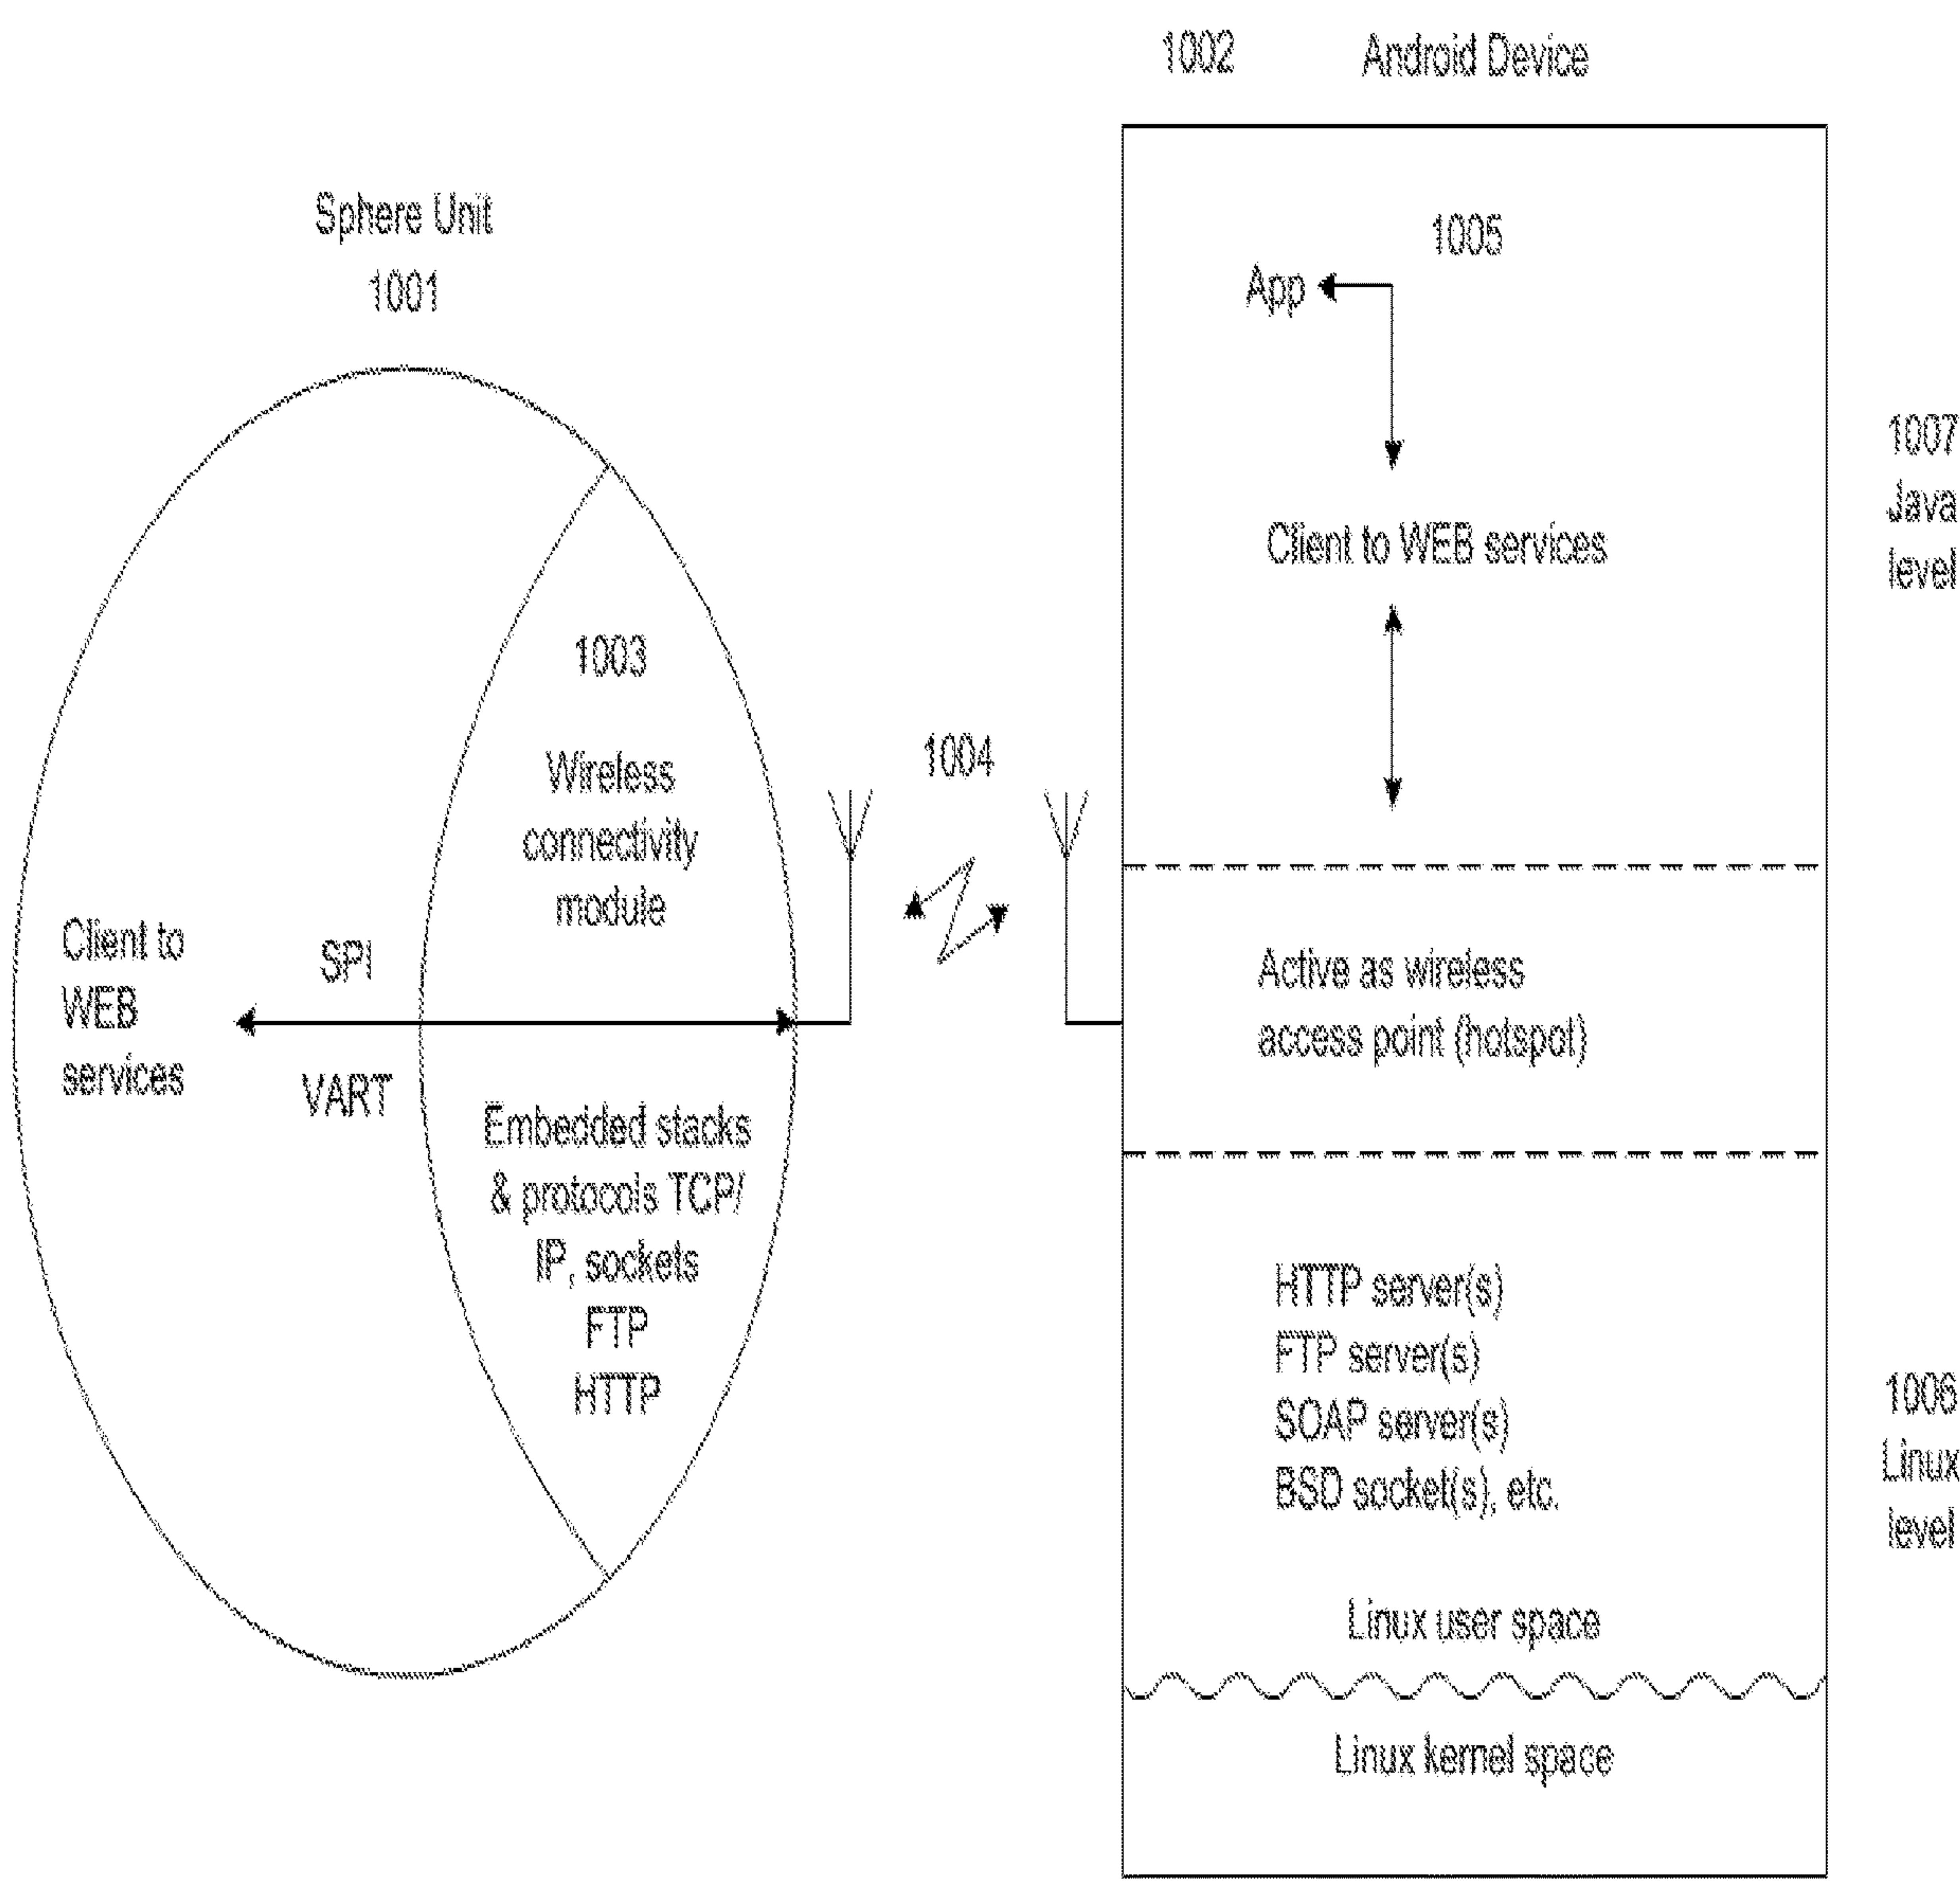 1002 Android Device
Sphere Unit
1001
1005
App
1007
Java
level
Client to WEB services
1003
Wireless
connectivity
module
1004
Client to
WEB
services
SPI
VART
Active as wireless
access point (hotspot)
Embedded stacks
& protocols TCP/
IP, sockets
FTP
HTTP
HTTP server(s)
FTP server(s)
SOAP server(s)
BSD socket(s), etc.
1006
Linux
level
Linux user space
Linux kernel space